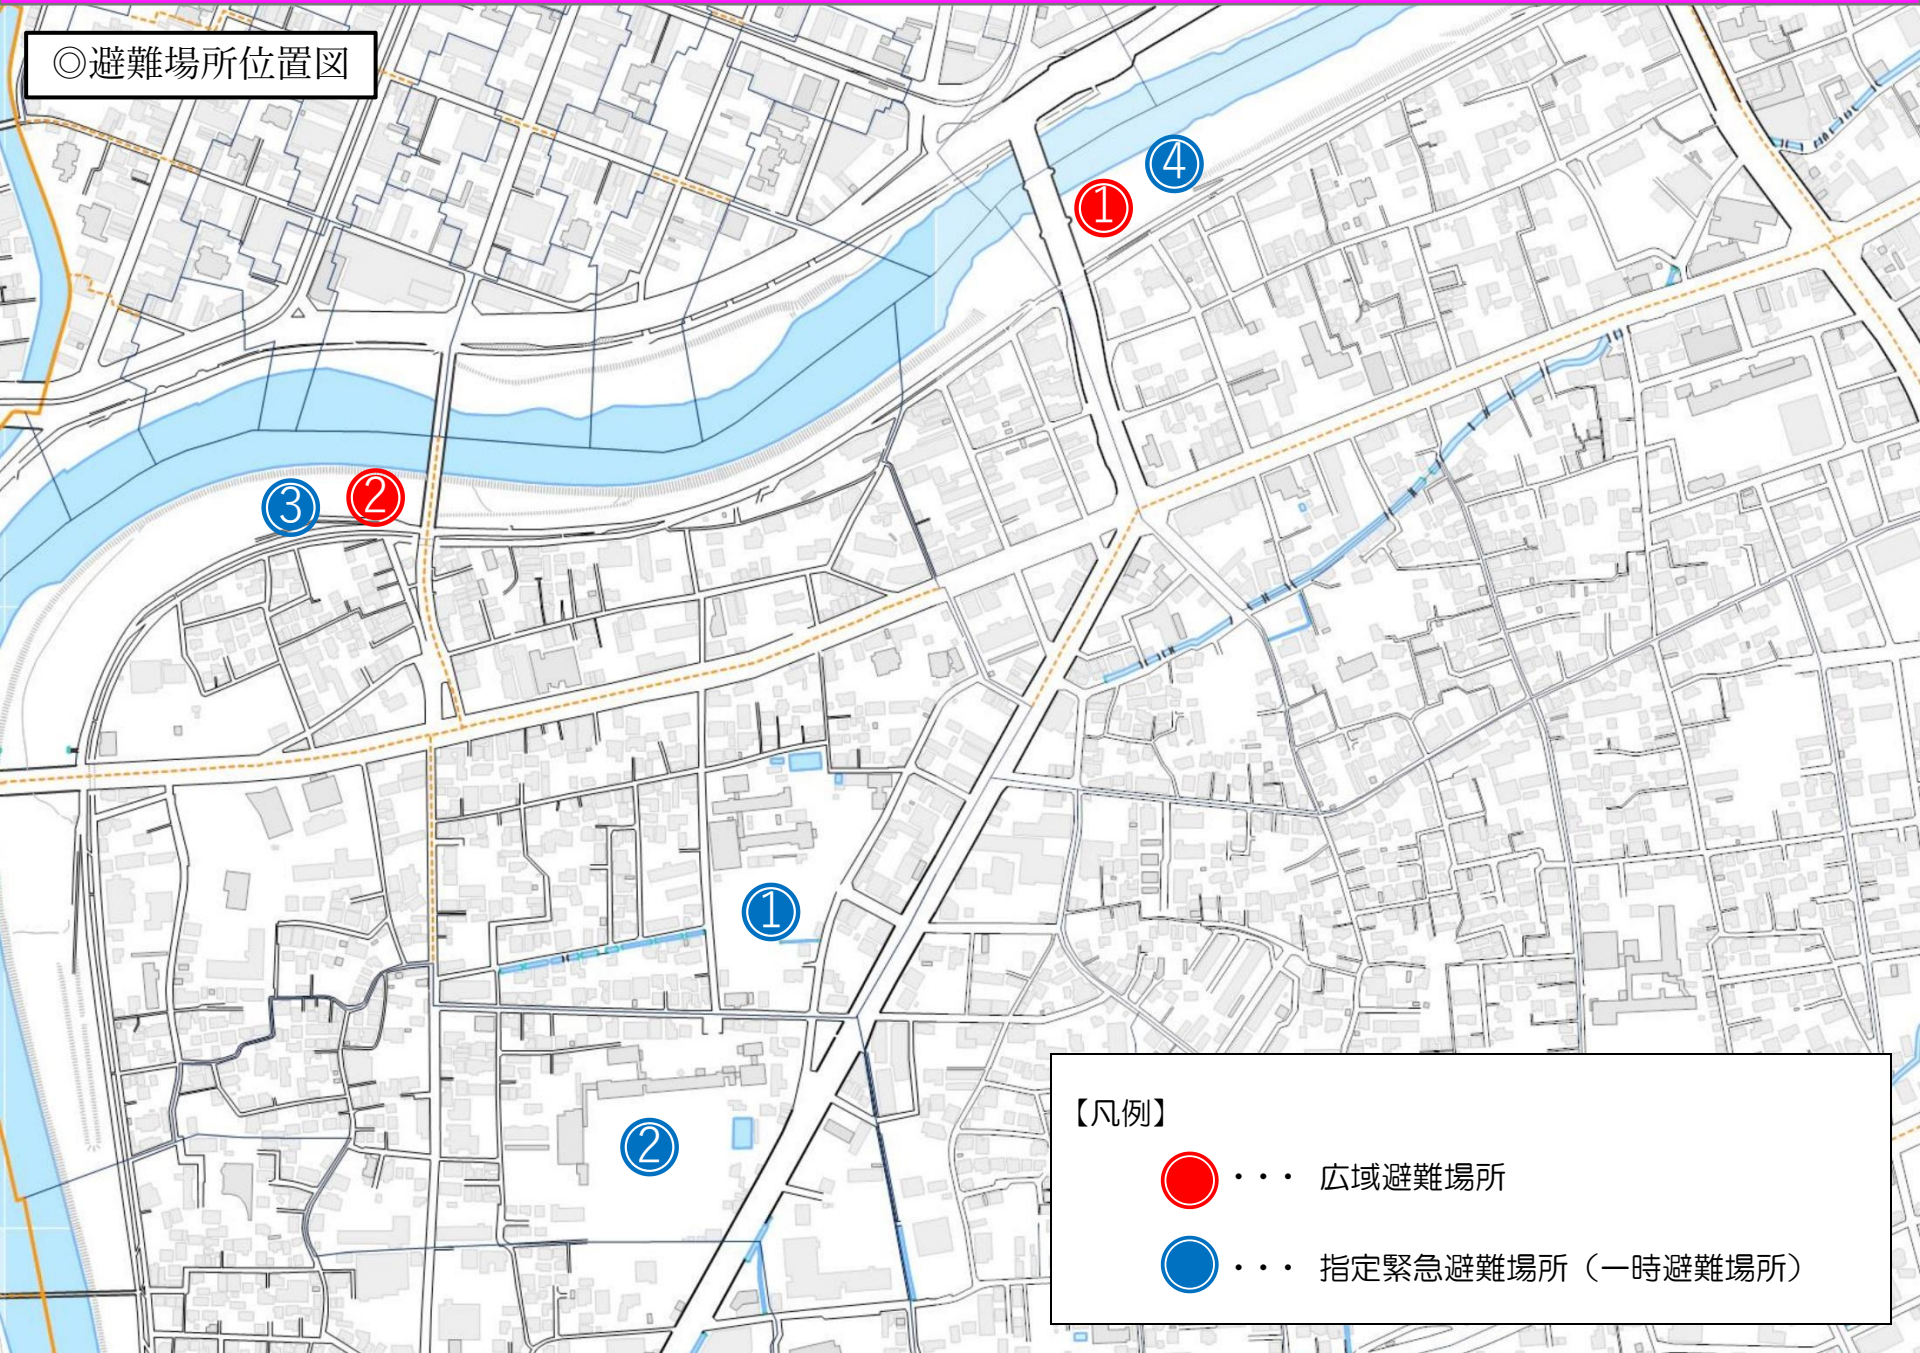 ◎避難場所位置図
④
①
③
②
①
②
【凡例】
・・・ 広域避難場所
・・・ 指定緊急避難場所（一時避難場所）